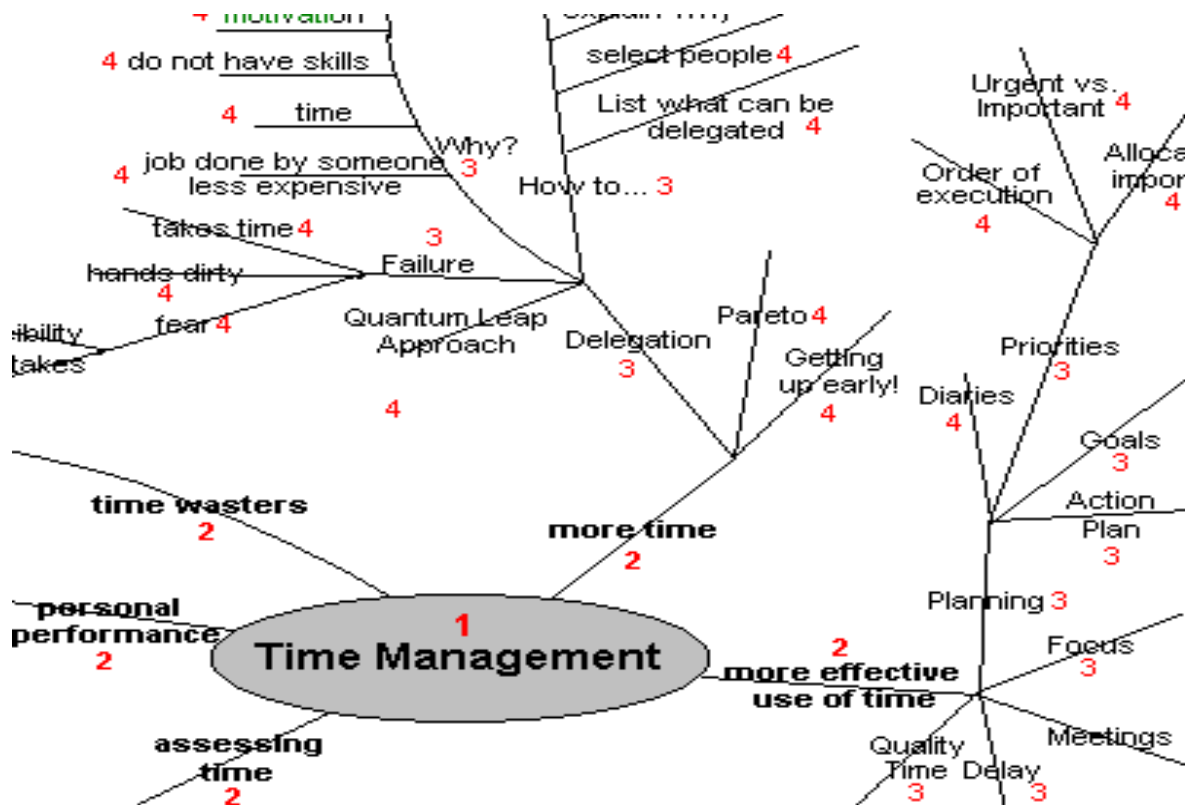 4 motivation
4 do not have skills
4 time
job done by someone
4 less expensive
Why?
3
select people 4
List what can be
delegated 4
How to... 3
takes time 4
hands dirty
4
fear 4
takes
3
Failure
Quantum Leap
Approach
4
Delegation
3
Pareto 4
Getting
up early!
4
Urgent vs.
Important 4
Order of
execution
4
4
Priorities
3
Diaries
4
Goals
3
Action
Plan
3
Planning 3
Focus
3
Meetings
Quality
Time
3
Delay
3
time wasters
2
more time
2
personal
performance
2
1
Time Management
2
more effective
use of time
assessing
time
2